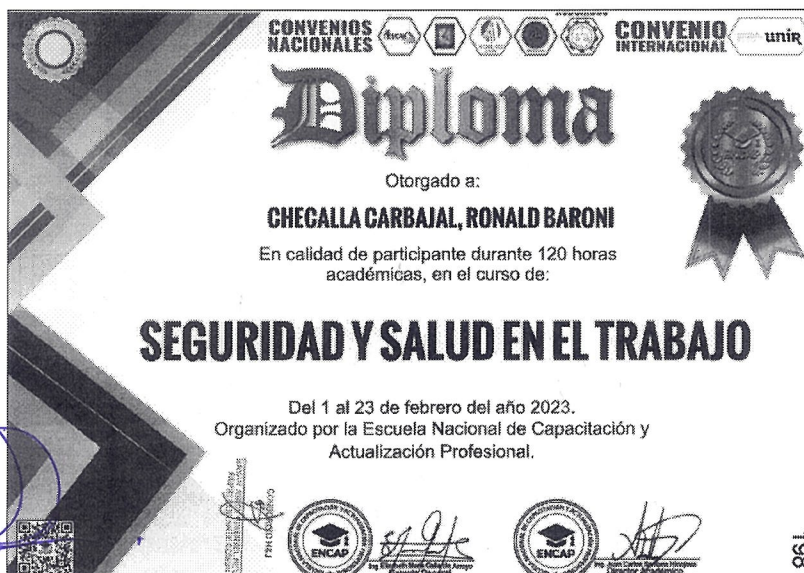 CONVENIOS
NACIONALES
CONVENIO
INTERNACIONAL
unir
Diploma
Otorgado a:
CHECALLA CARBAJAL, RONALD BARONI
En calidad de participante durante 120 horas
académicas, en el curso de:
SEGURIDAD Y SALUD EN EL TRABAJO
Del 1 al 23 de febrero del año 2023.
Organizado por la Escuela Nacional de Capacitación y
Actualización Profesional.
ENCAP
ENCAP
196